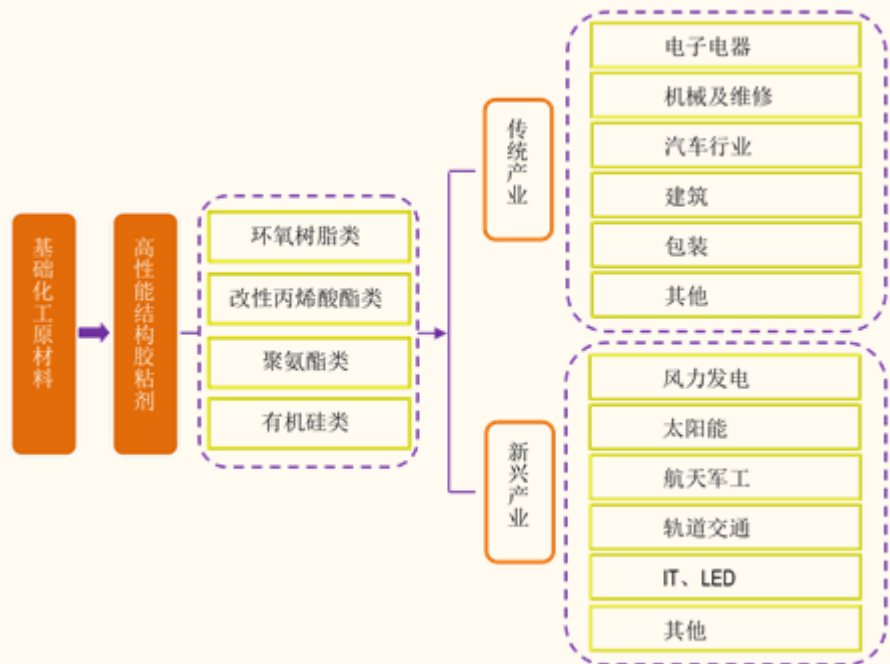 基础化工原材料
高性能结构胶粘剂
环氧树脂类
改性丙烯酸酯类
聚氨酯类
有机硅类
传统产业
电子电器
机械及维修
汽车行业
建筑
包装
其他
新兴产业
风力发电
太阳能
航天军工
轨道交通
IT、LED
其他